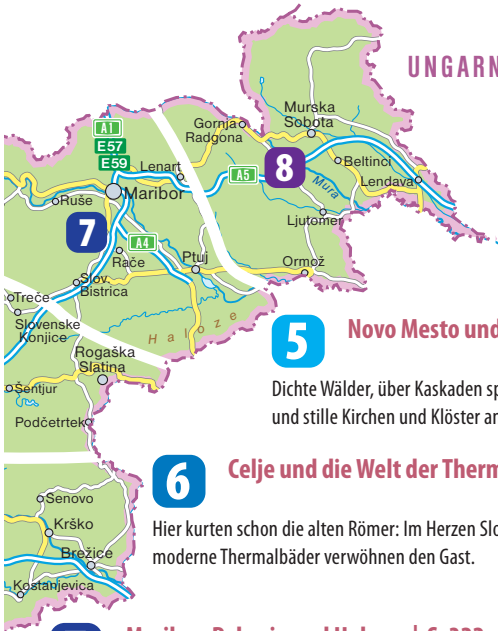 UNGARN
Murska
Sobota
Gornja
Radgona
A1
E57
E59
Lenart
A5
8
Beltinci
Lendava
Mura
Ruše
Maribor
Ljutomer
7
A4
Rače
Ptuj
Ormož
Slov.
Bistrica
Treče
Slovenske
Konjice
Haloze
5
Novo Mesto und
Rogaška
Slatina
Dichte Wälder, über Kaskaden sp
und stille Kirchen und Klöster an
Šentjur
Podčetrtek
6
Celje und die Welt der Therm
Senovo
Krško
Hier kurten schon die alten Römer: Im Herzen Slo
moderne Thermalbäder verwöhnen den Gast.
Brežice
Kostanjevica